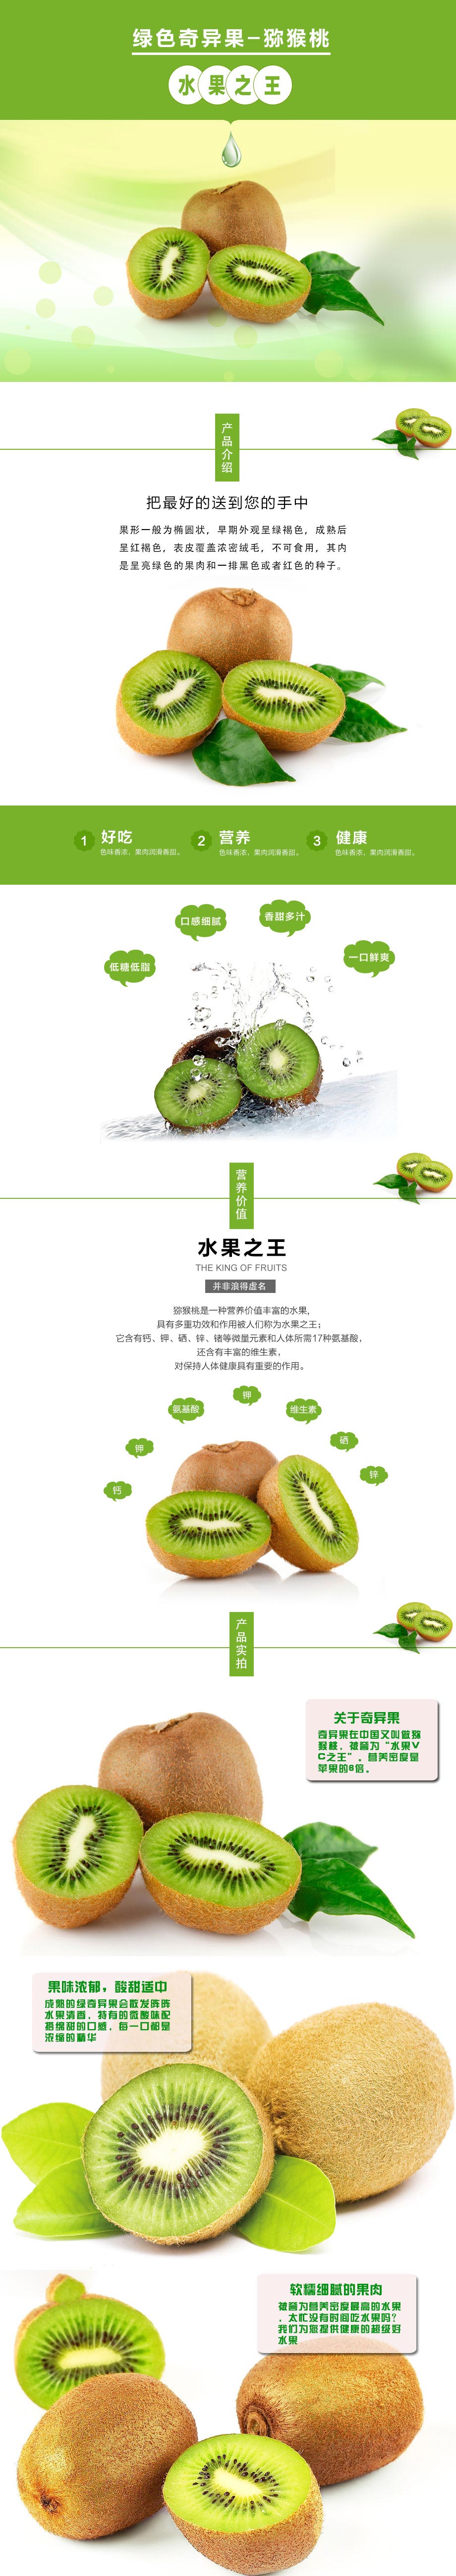 绿色奇异果-猕猴桃
水果之王
产品介绍
把最好的送到您的手中
果形一般为椭圆状，早期外观呈绿褐色，成熟后
呈红褐色，表皮覆盖浓密绒毛，不可食用，其内
是呈亮绿色的果肉和一排黑色或者红色的种子。
1 好吃
色味香浓，果肉润滑香甜。
2 营养
色味香浓，果肉润滑香甜。
3 健康
色味香浓，果肉润滑香甜。
低糖低脂
口感细腻
香甜多汁
一口鲜爽
营养价值
水果之王
THE KING OF FRUITS
并非浪得虚名
猕猴桃是一种营养价值丰富的水果，
具有多重功效和作用被人们称为水果之王；
它含有钙、钾、硒、锌、锗等微量元素和人体所需17种氨基酸，
还含有丰富的维生素，
对保持人体健康具有重要的作用。
钙
钾
氨基酸
钾
维生素
硒
锌
产品实拍
关于奇异果
奇异果在中国又叫做猕
猴桃，被誉为“水果V
C之王”，营养密度是
苹果的6倍。
果味浓郁，酸甜适中
成熟的绿奇异果会散发阵阵
水果清香，特有的微酸味配
搭绵甜的口感，每一口都是
浓缩的精华
软糯细腻的果肉
被誉为营养密度最高的水果
，太忙没有时间吃水果吗？
我们为您提供健康的超级好
水果